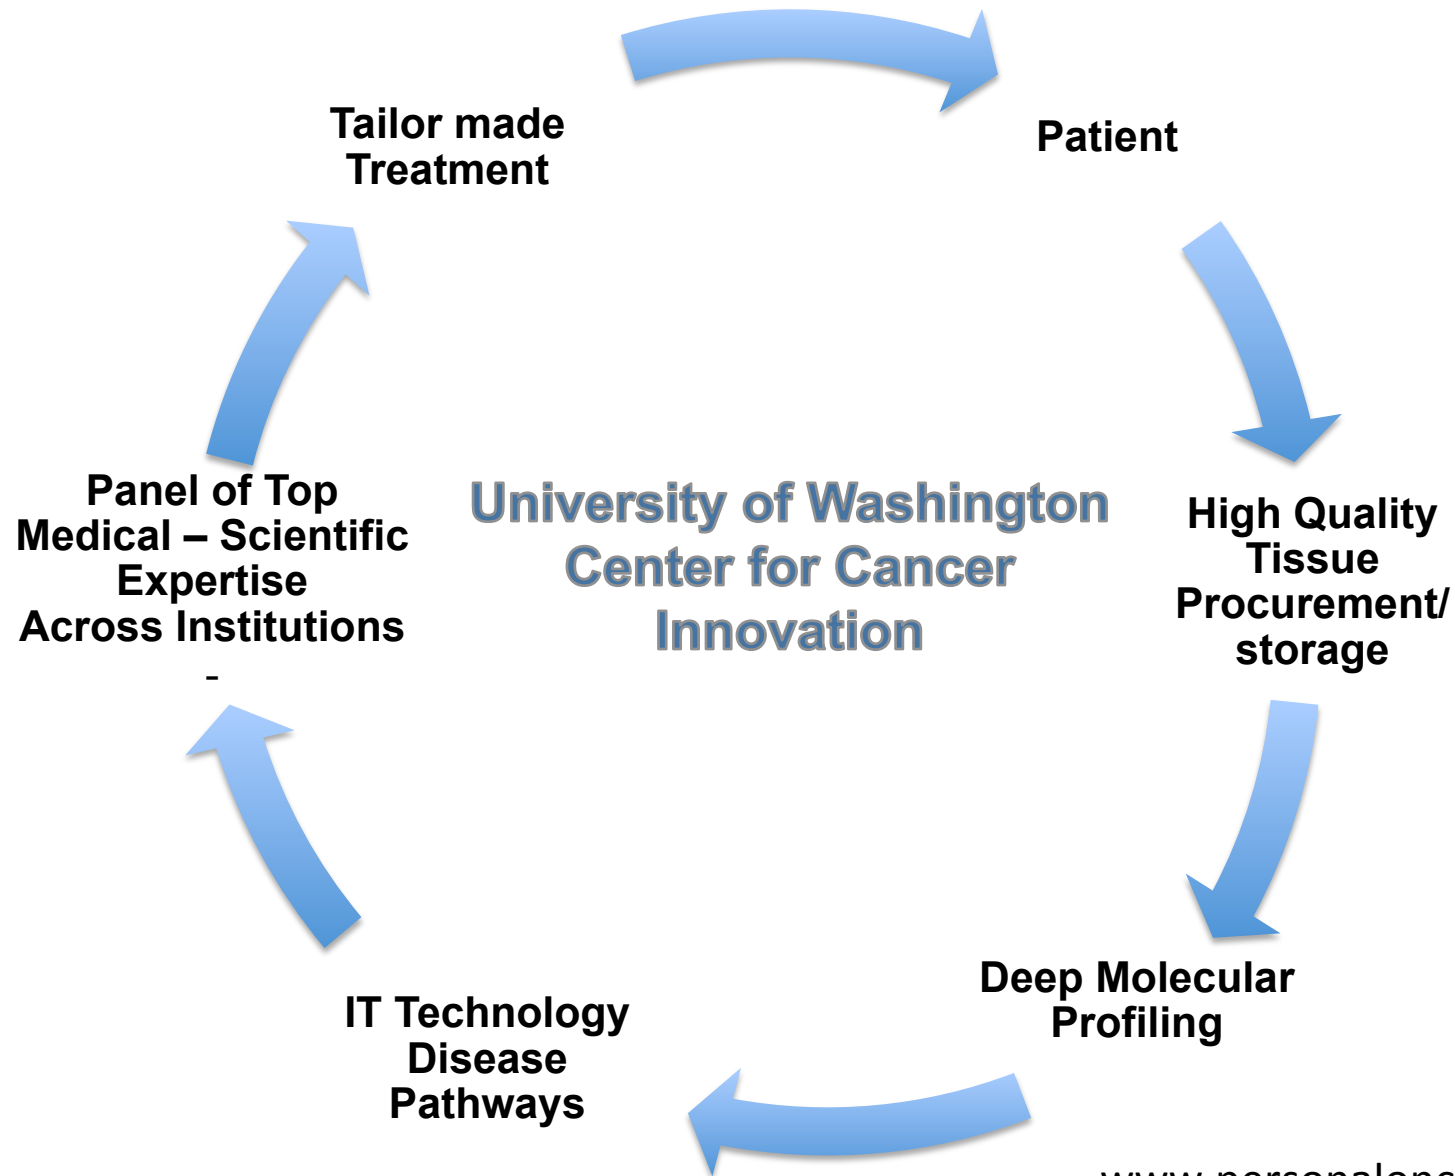 Tailor made
Treatment
Patient
Panel of Top
Medical – Scientific
Expertise
Across Institutions
-
University of Washington
Center for Cancer
Innovation
High Quality
Tissue
Procurement/
storage
Deep Molecular
Profiling
IT Technology
Disease
Pathways